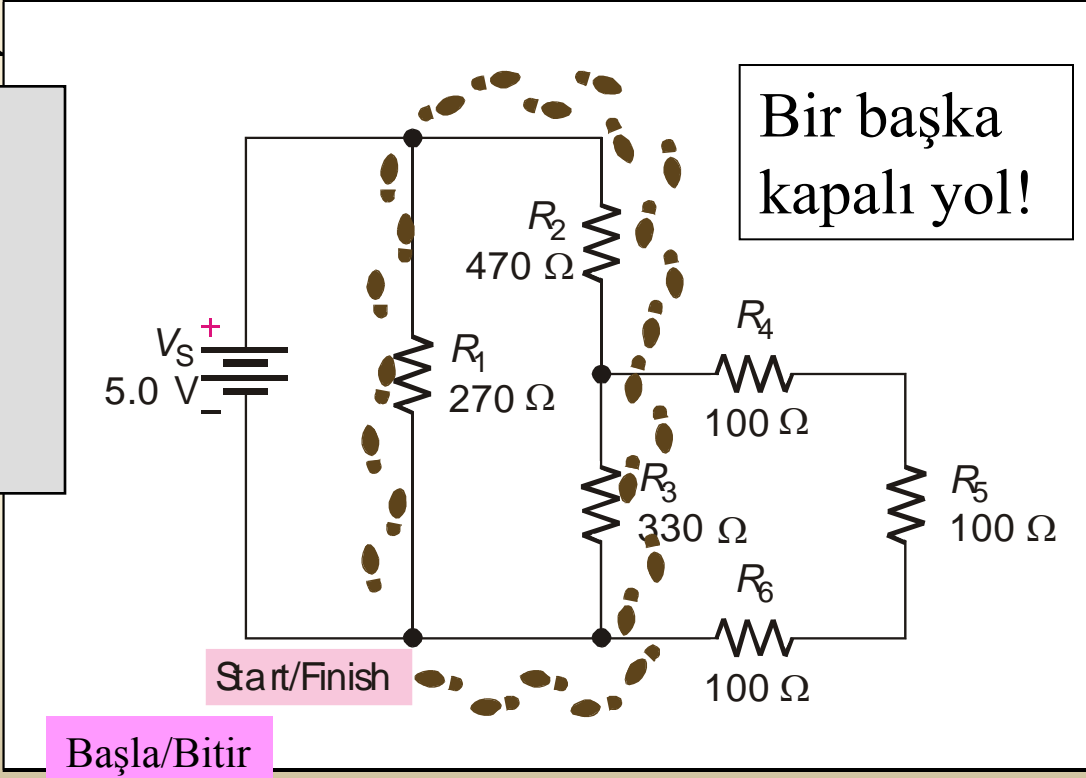 Bir başka
kapalı yol!
R2
470 Ω
R4
100 Ω
+
VS
5.0 V
–
R1
270 Ω
R3
330 Ω
R5
100 Ω
R6
100 Ω
Start/Finish
Başla/Bitir